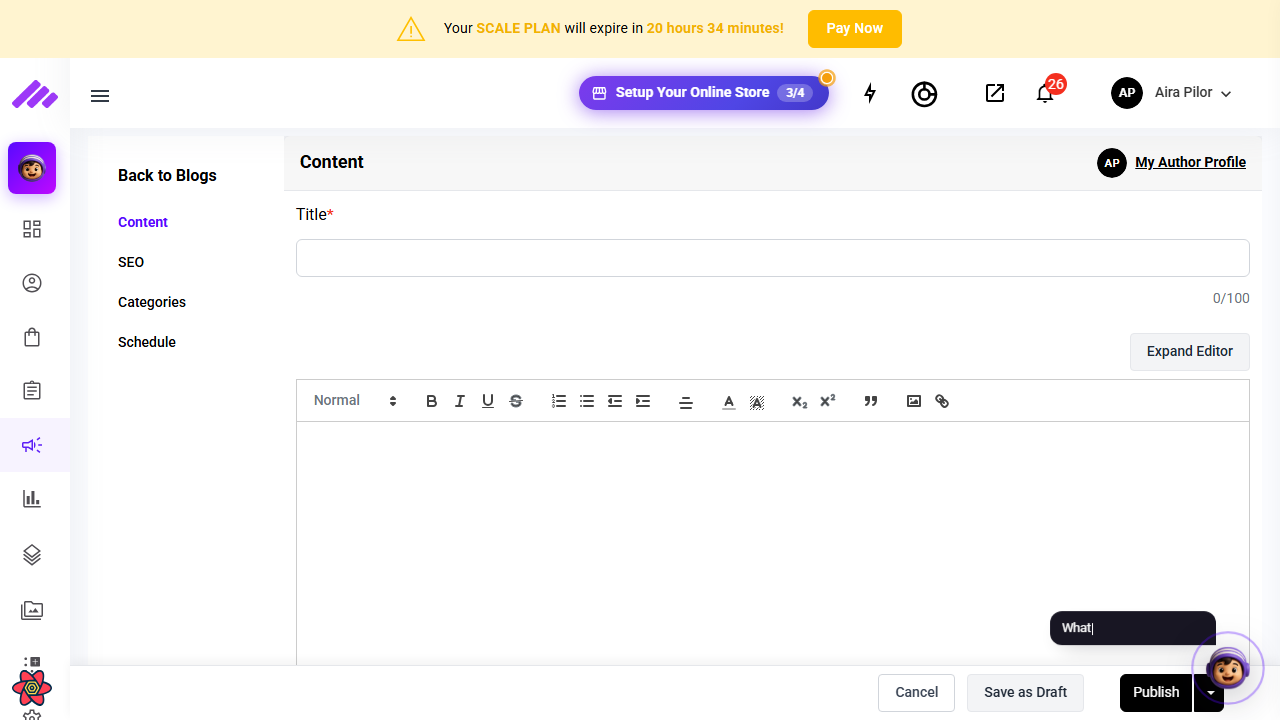 Your SCALE PLAN will expire in 20 hours 34 minutes!
Pay Now
Setup Your Online Store 3/4
26
AP
Aira Pilor
Back to Blogs
Content
SEO
Categories
Schedule
Content
AP
My Author Profile
Title*
0/100
Expand Editor
Normal
What
Cancel
Save as Draft
Publish